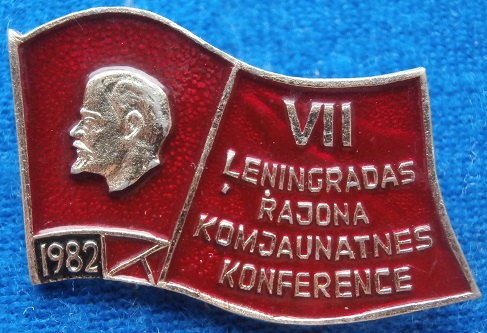 VII
ĻENINGRADAS
RAJONA
KOMJAUNATNES
KONFERENCE
1982